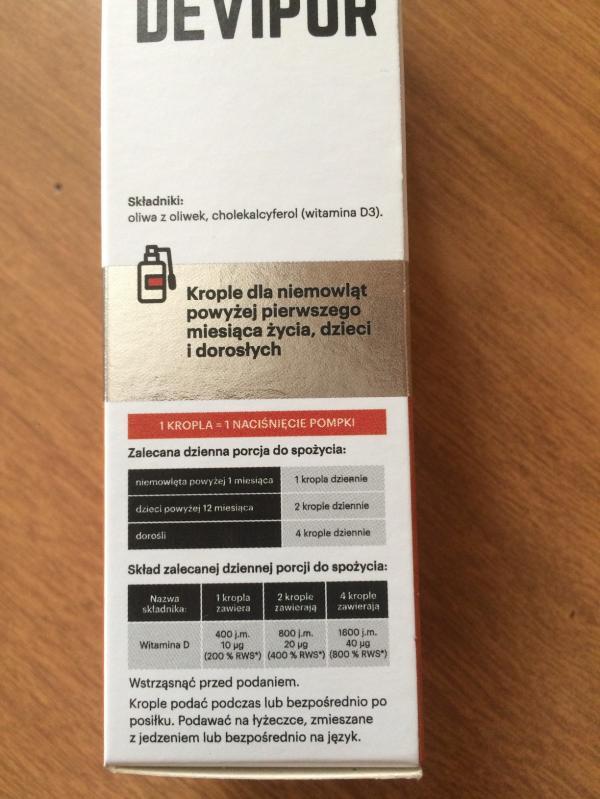 DEVIPUR
Składniki:
oliwa z oliwek, cholekalcyferol (witamina D3).
Krople dla niemowląt
powyżej pierwszego
miesiąca życia, dzieci
i dorosłych
1 KROPLA = 1 NACIŚNIĘCIE POMPKI
Zalecana dzienna porcja do spożycia:
niemowlęta powyżej 1 miesiąca 1 kropla dziennie
dzieci powyżej 12 miesiąca 2 krople dziennie
dorośli 4 krople dziennie
Skład zalecanej dziennej porcji do spożycia:
Nazwa 1 kropla 2 krople 4 krople
składnika: zawiera zawierają zawierają
400 j.m. 800 j.m. 1600 j.m.
Witamina D 10 µg 20 µg 40 µg
(200 % RWS*) (400 % RWS*) (800 % RWS*)
Wstrząsnąć przed podaniem.
Krople podać podczas lub bezpośrednio po
posiłku. Podawać na łyżeczce, zmieszane
z jedzeniem lub bezpośrednio na język.